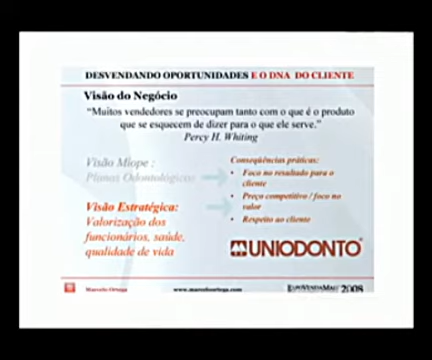 DESVENDANDO OPORTUNIDADES E O DNA DO CLIENTE
Visão do Negócio
“Muitos vendedores se preocupam tanto com o que é o produto
que se esquecem de dizer para o que ele serve.”
Percy H. Whiting
Visão Míope :
Planos Odontológicos
Visão Estratégica:
Valorização dos
funcionários, saúde,
qualidade de vida
Conseqüências práticas:
• Foco no resultado para o
cliente
• Preço competitivo / foco no
valor
• Respeito ao cliente
UNIODONTO
Marcelo Ortega
www.marceloortega.com
EXPOVENDAMAIS 2008